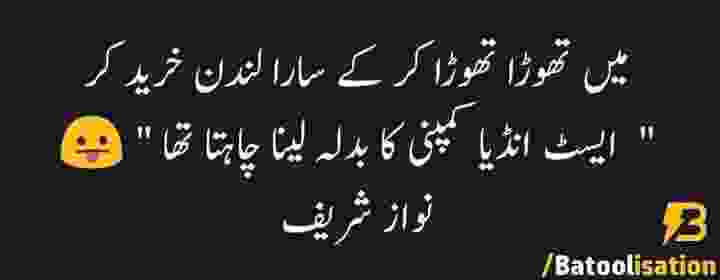 میں تھوڑا تھوڑا کر کے سارا لندن خرید کر
" ایسٹ انڈیا کمپنی کا بدلہ لینا چاہتا تھا " 😛
نواز شریف
B
/Batoolisation